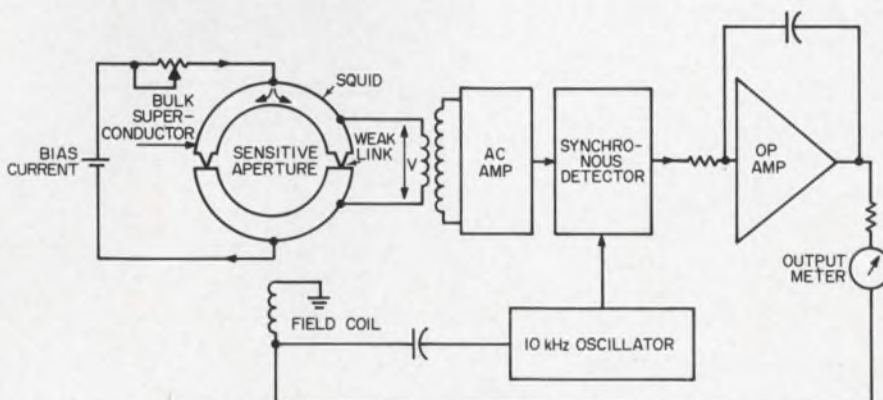 SQUID
BULK
SUPER-
CONDUCTOR
BIAS
CURRENT
SENSITIVE
APERTURE
WEAK
LINK
V
AC
AMP
SYNCHRO-
NOUS
DETECTOR
OP
AMP
OUTPUT
METER
FIELD COIL
10 kHz OSCILLATOR